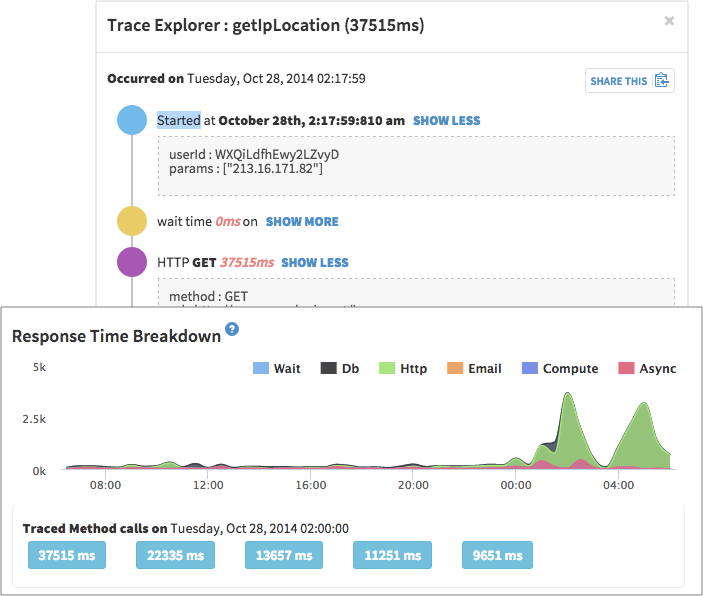 Trace Explorer : getIpLocation (37515ms)
×
Occurred on Tuesday, Oct 28, 2014 02:17:59
SHARE THIS
Started at October 28th, 2:17:59:810 am SHOW LESS
userId : WXQiLdfhEwy2LZvyD
params : ["213.16.171.82"]
wait time 0ms on SHOW MORE
HTTP GET 37515ms SHOW LESS
method : GET
Response Time Breakdown ?
5k
2.5k
0k
Wait Db Http Email Compute Async
08:00 12:00 16:00 20:00 00:00 04:00
Traced Method calls on Tuesday, Oct 28, 2014 02:00:00
37515 ms 22335 ms 13657 ms 11251 ms 9651 ms